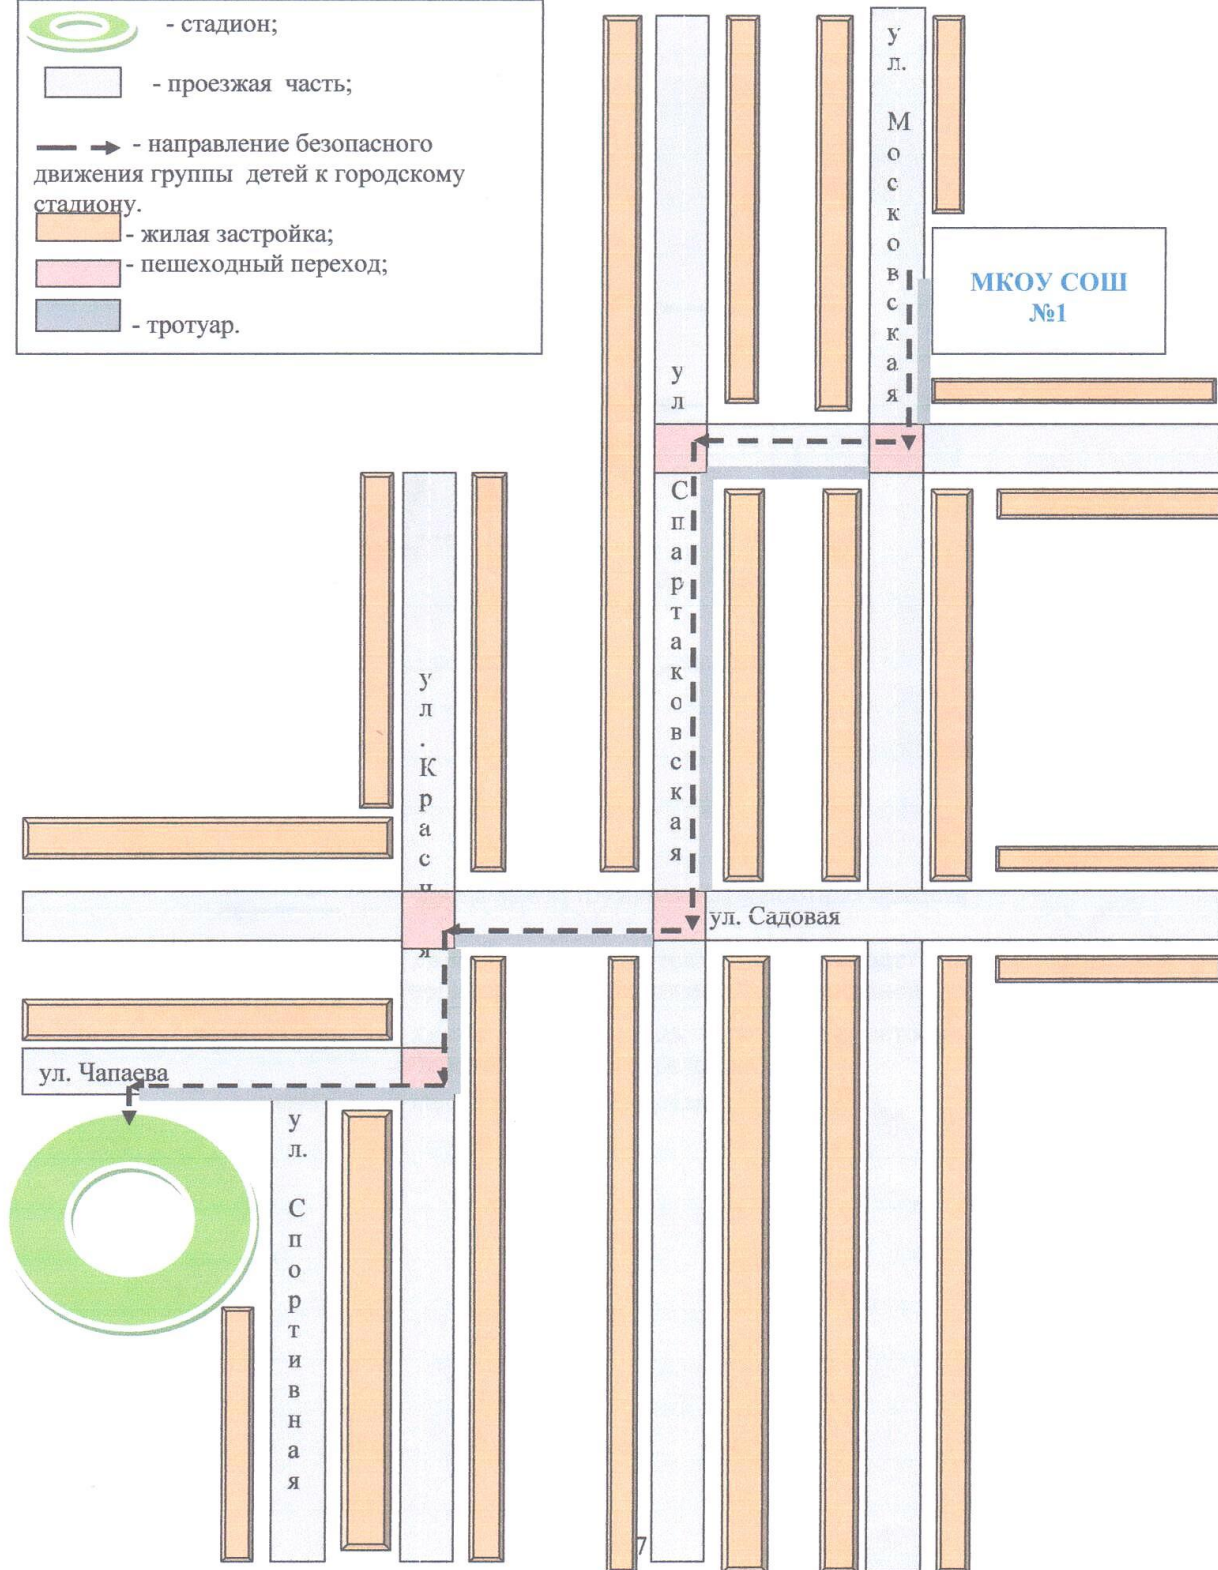 - стадион;
- проезжая часть;
- направление безопасного
движения группы детей к городскому
стадиону.
- жилая застройка;
- пешеходный переход;
- тротуар.
ул. Московская
МКОУ СОШ
№1
ул Спартаковская
ул. Красн я
ул. Садовая
ул. Чапаева
ул. Спортивная
7